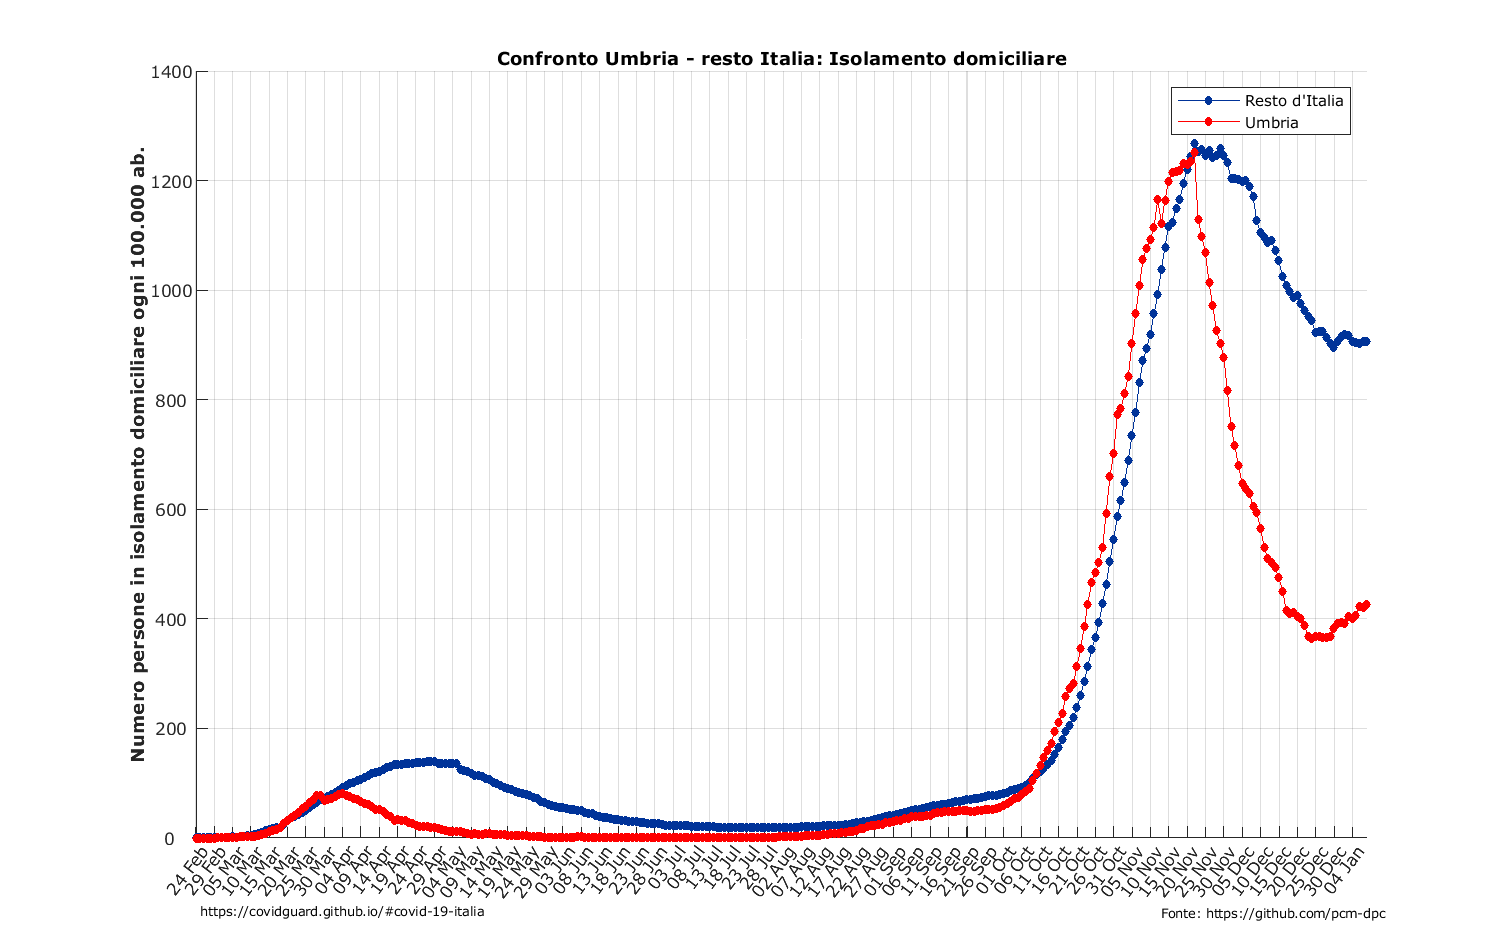 Confronto Umbria - resto Italia: Isolamento domiciliare
Numero persone in isolamento domiciliare ogni 100.000 ab.
1400
1200
1000
800
600
400
200
0
Resto d'Italia
Umbria
24 Feb
29 Feb
05 Mar
10 Mar
15 Mar
20 Mar
25 Mar
30 Mar
04 Apr
09 Apr
14 Apr
19 Apr
24 Apr
29 Apr
04 May
09 May
14 May
19 May
24 May
29 May
03 Jun
08 Jun
13 Jun
18 Jun
23 Jun
28 Jun
03 Jul
08 Jul
13 Jul
18 Jul
23 Jul
28 Jul
02 Aug
07 Aug
12 Aug
17 Aug
22 Aug
27 Aug
01 Sep
06 Sep
11 Sep
16 Sep
21 Sep
26 Sep
01 Oct
06 Oct
11 Oct
16 Oct
21 Oct
26 Oct
31 Oct
05 Nov
10 Nov
15 Nov
20 Nov
25 Nov
30 Nov
05 Dec
10 Dec
15 Dec
20 Dec
25 Dec
30 Dec
04 Jan
https://covidguard.github.io/#covid-19-italia
Fonte: https://github.com/pcm-dpc